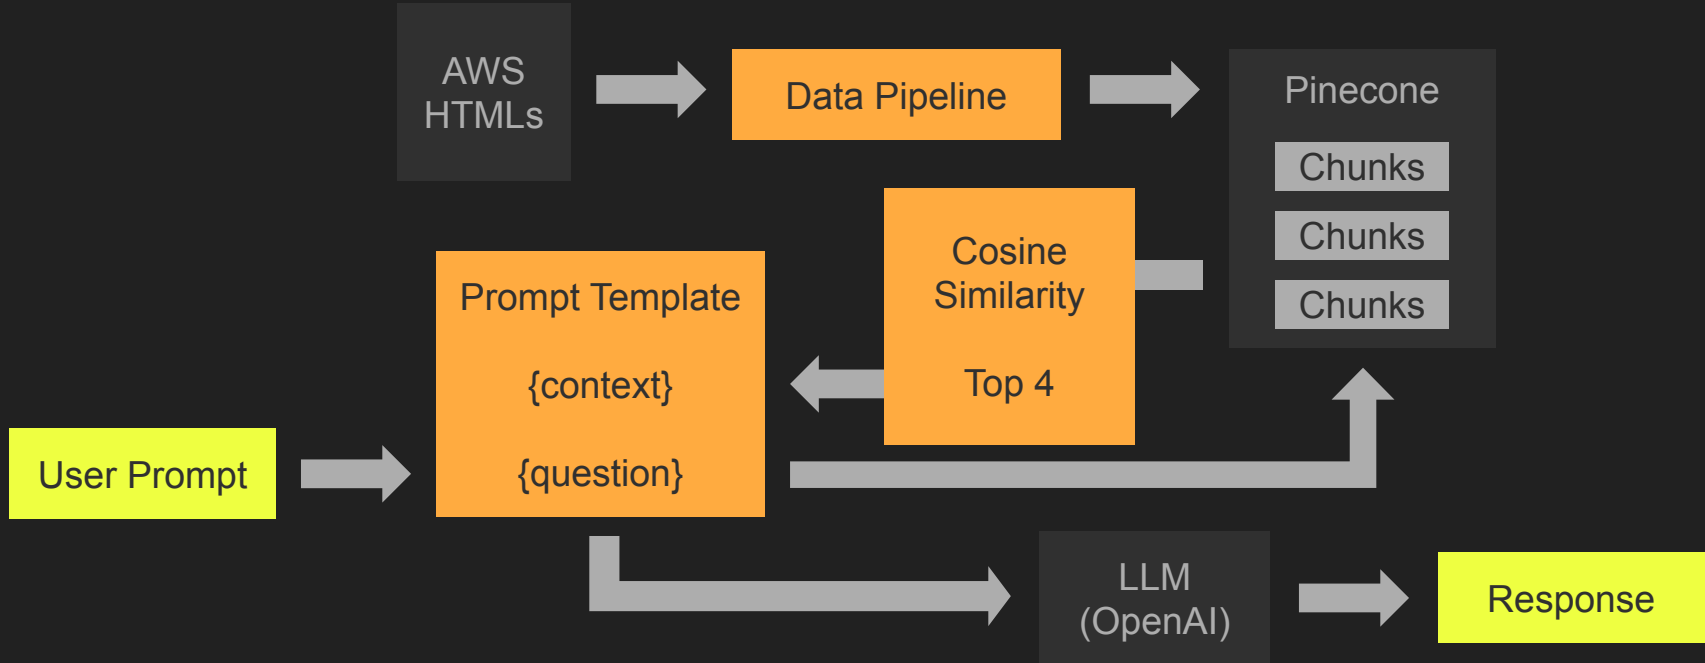 AWS
HTMLs
Data Pipeline
Pinecone
Chunks
Chunks
Chunks
Cosine
Similarity
Top 4
Prompt Template
{context}
{question}
User Prompt
LLM
(OpenAI)
Response